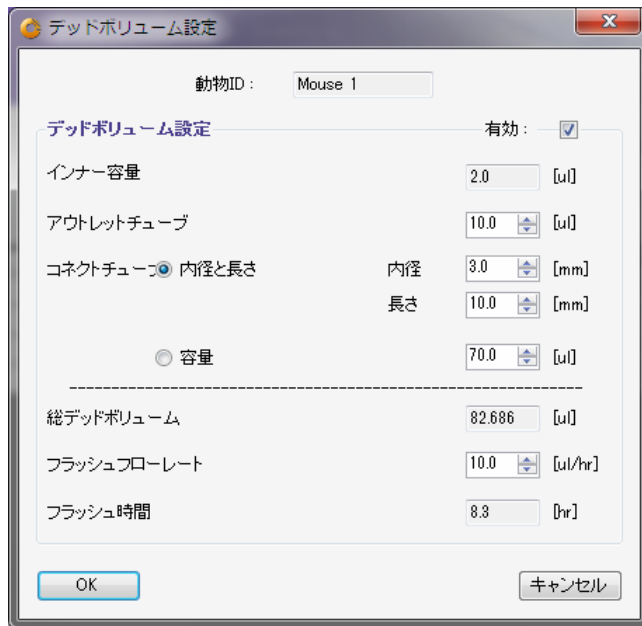 デッドボリューム設定
動物ID : Mouse 1
デッドボリューム設定 有効 :
インナー容量 2.0 [ul]
アウトレットチューブ 10.0 [ul]
コネクトチューブ 内径と長さ 内径 3.0 [mm]
長さ 10.0 [mm]
容量 70.0 [ul]
総デッドボリューム 82.686 [ul]
フラッシュフローレート 10.0 [ul/hr]
フラッシュ時間 8.3 [hr]
OK キャンセル